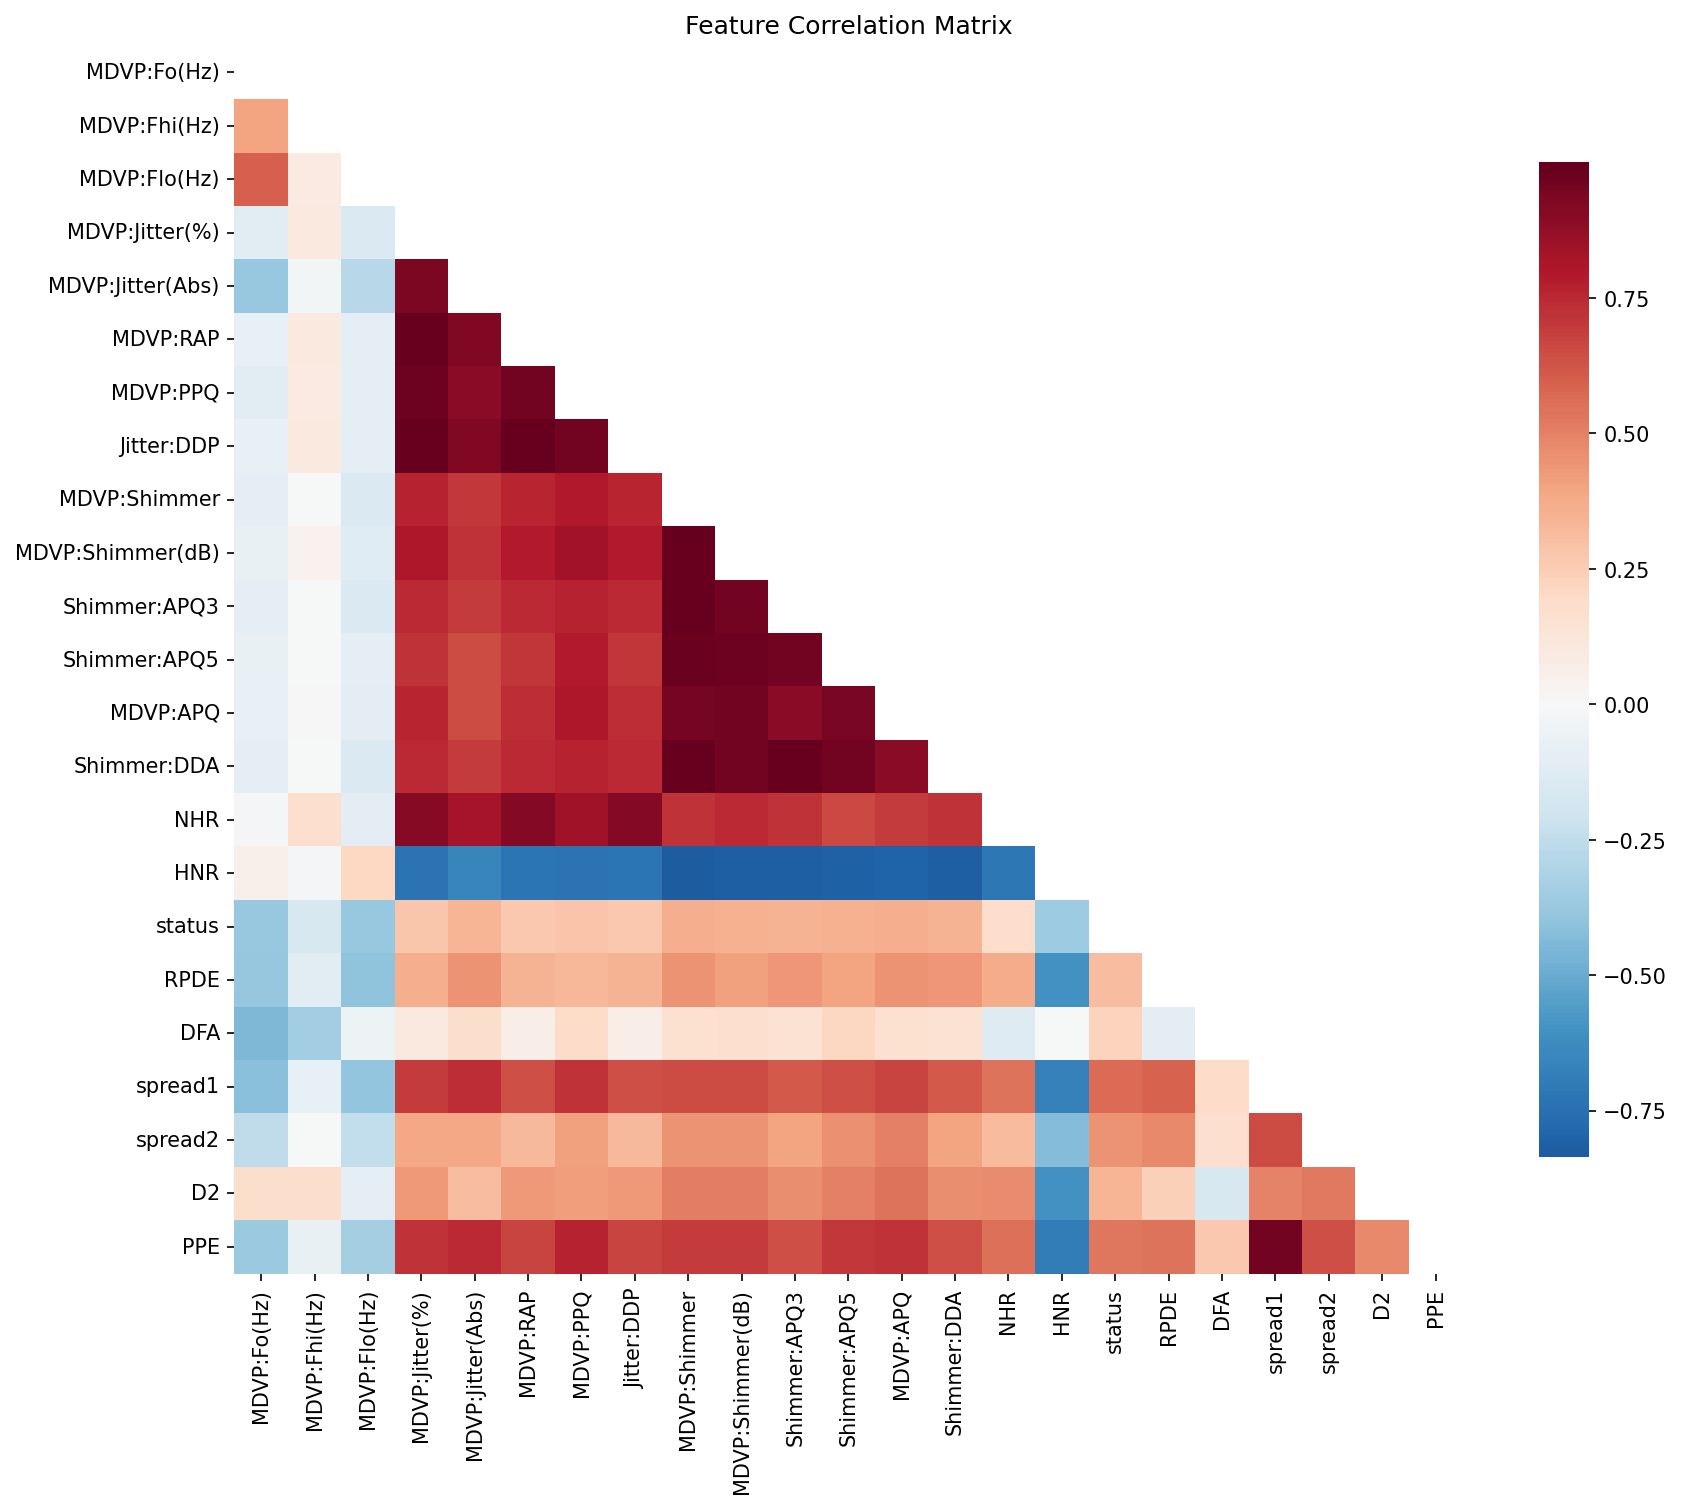 Feature Correlation Matrix
MDVP:Fo(Hz)
MDVP:Fhi(Hz)
MDVP:Flo(Hz)
MDVP:Jitter(%)
MDVP:Jitter(Abs)
MDVP:RAP
MDVP:PPQ
Jitter:DDP
MDVP:Shimmer
MDVP:Shimmer(dB)
Shimmer:APQ3
Shimmer:APQ5
MDVP:APQ
Shimmer:DDA
NHR
HNR
status
RPDE
DFA
spread1
spread2
D2
PPE
MDVP:Fo(Hz)
MDVP:Fhi(Hz)
MDVP:Flo(Hz)
MDVP:Jitter(%)
MDVP:Jitter(Abs)
MDVP:RAP
MDVP:PPQ
Jitter:DDP
MDVP:Shimmer
MDVP:Shimmer(dB)
Shimmer:APQ3
Shimmer:APQ5
MDVP:APQ
Shimmer:DDA
NHR
HNR
status
RPDE
DFA
spread1
spread2
D2
PPE
0.75
0.50
0.25
0.00
−0.25
−0.50
−0.75